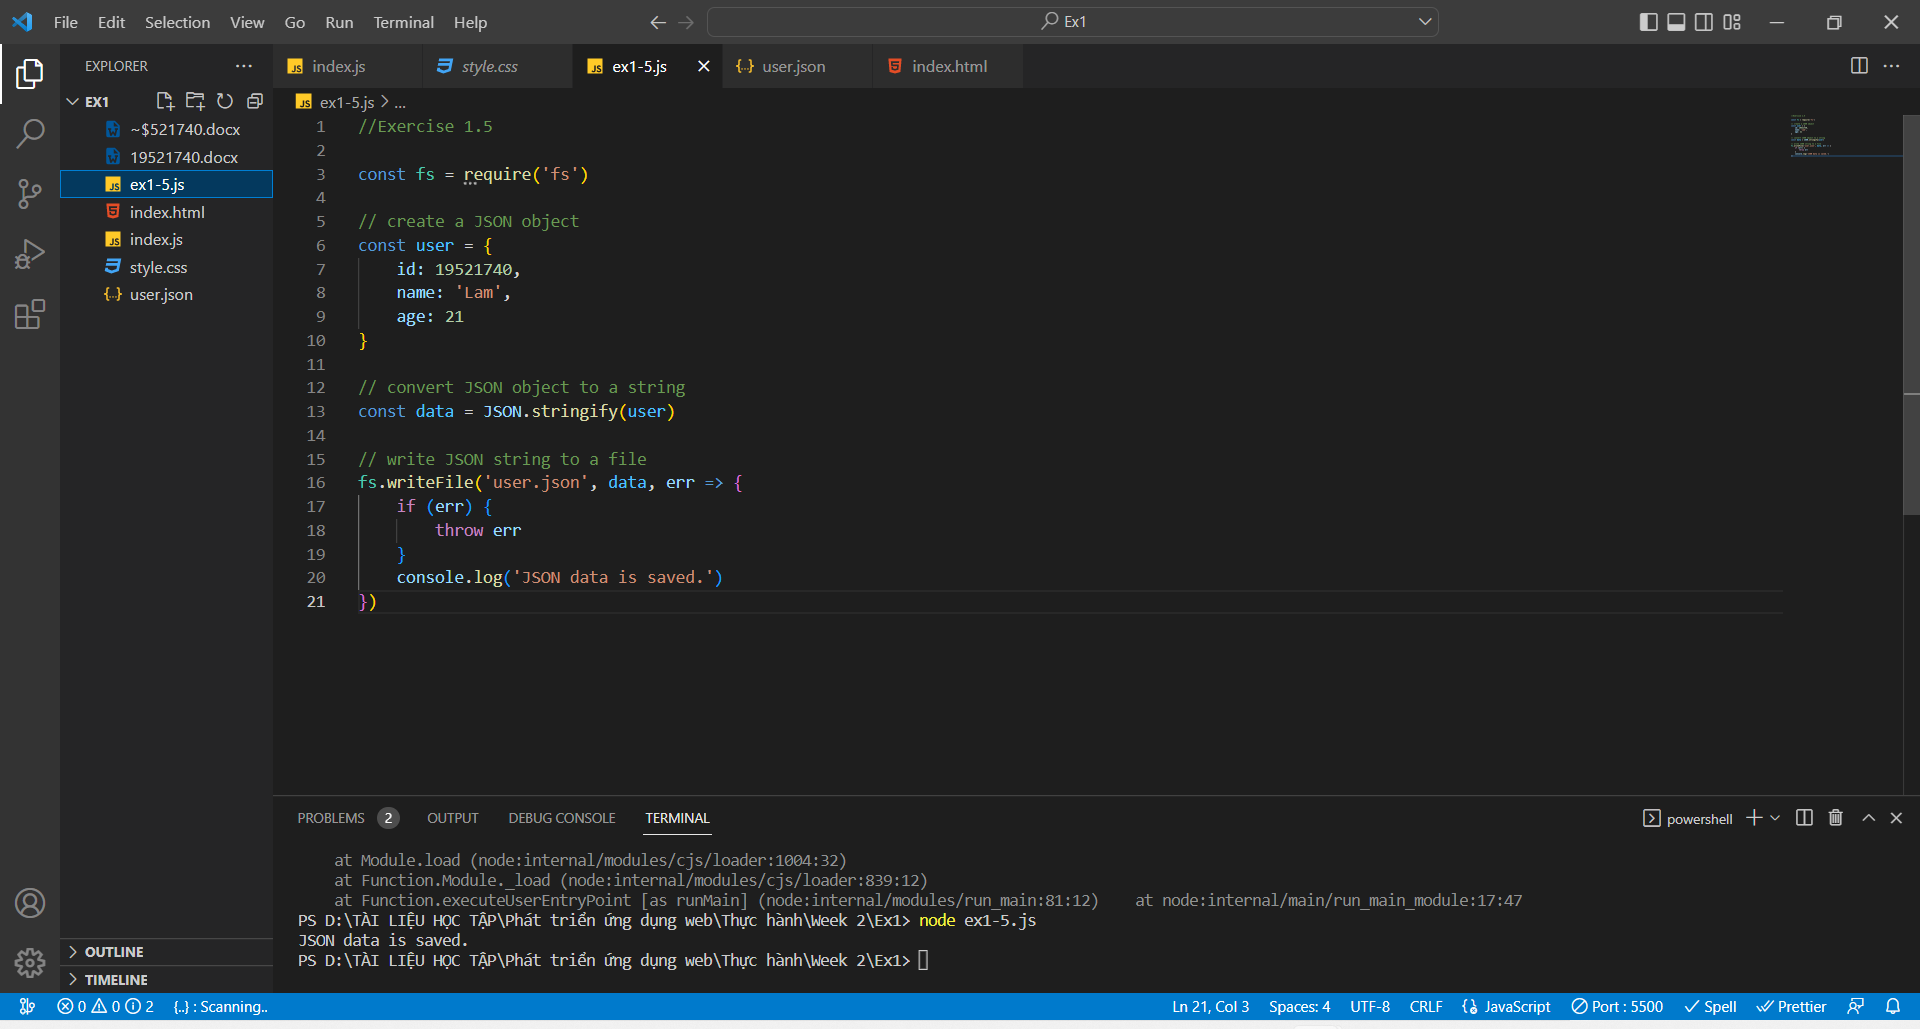 File Edit Selection View Go Run Terminal Help
Ex1
EXPLORER
EX1
~$521740.docx
19521740.docx
ex1-5.js
index.html
index.js
style.css
user.json
OUTLINE
TIMELINE
index.js style.css ex1-5.js user.json index.html
ex1-5.js > ...
1 //Exercise 1.5
2
3 const fs = require('fs')
4
5 // create a JSON object
6 const user = {
7 id: 19521740,
8 name: 'Lam',
9 age: 21
10 }
11
12 // convert JSON object to a string
13 const data = JSON.stringify(user)
14
15 // write JSON string to a file
16 fs.writeFile('user.json', data, err => {
17 if (err) {
18 throw err
19 }
20 console.log('JSON data is saved.')
21 })
PROBLEMS 2 OUTPUT DEBUG CONSOLE TERMINAL
powershell
at Module.load (node:internal/modules/cjs/loader:1004:32)
at Function.Module._load (node:internal/modules/cjs/loader:839:12)
at Function.executeUserEntryPoint [as runMain] (node:internal/modules/run_main:81:12) at node:internal/main/run_main_module:17:47
PS D:\TÀI LIỆU HỌC TẬP\Phát triển ứng dụng web\Thực hành\Week 2\Ex1> node ex1-5.js
JSON data is saved.
PS D:\TÀI LIỆU HỌC TẬP\Phát triển ứng dụng web\Thực hành\Week 2\Ex1>
0 0 2 {..} : Scanning.. Ln 21, Col 3 Spaces: 4 UTF-8 CRLF JavaScript Port : 5500 Spell Prettier